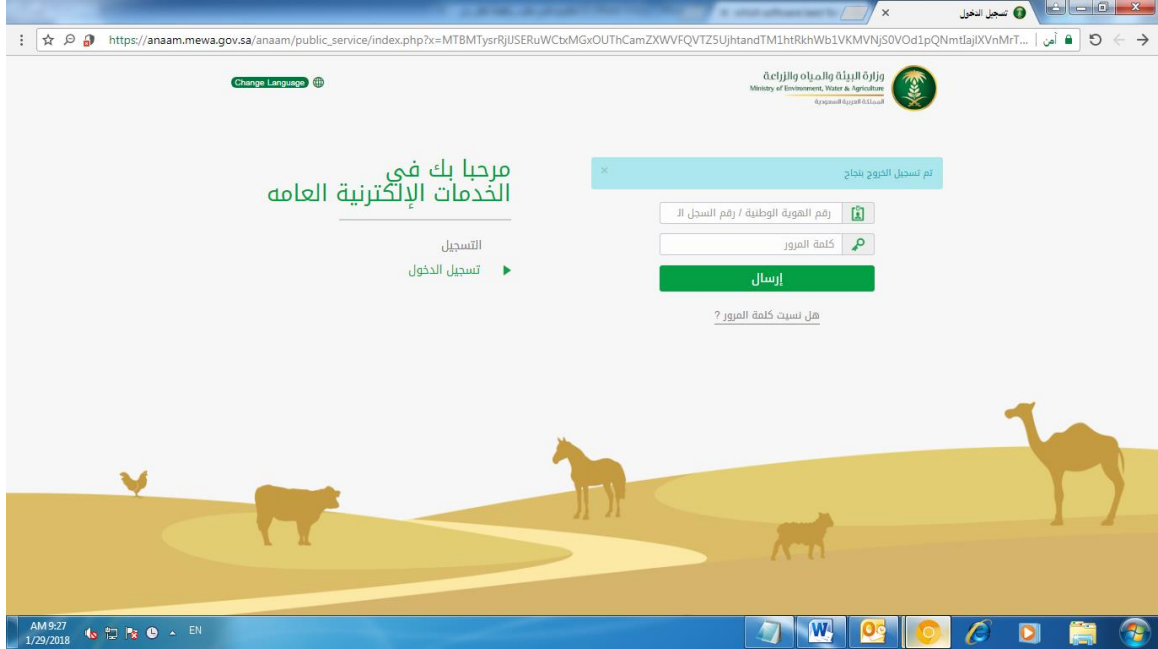 تسجيل الدخول
https://anaam.mewa.gov.sa/anaam/public_service/index.php?x=MTBMTysrRjlJSERuWCtxMGxOUThCamZXWVFQVTZ5UjhtandTM1htRkhWb1VKMVNjS0VOd1pQNmtIajlXVnMrT...
آمن
وزارة البيئة والمياه والزراعة
Ministry of Environment, Water & Agriculture
المملكة العربية السعودية
Change Language
تم تسجيل الخروج بنجاح
×
رقم الهوية الوطنية / رقم السجل ال
كلمة المرور
إرسال
هل نسيت كلمة المرور ?
مرحبا بك في
الخدمات الإلكترنية العامه
التسجيل
تسجيل الدخول
AM 9:27
1/29/2018
EN